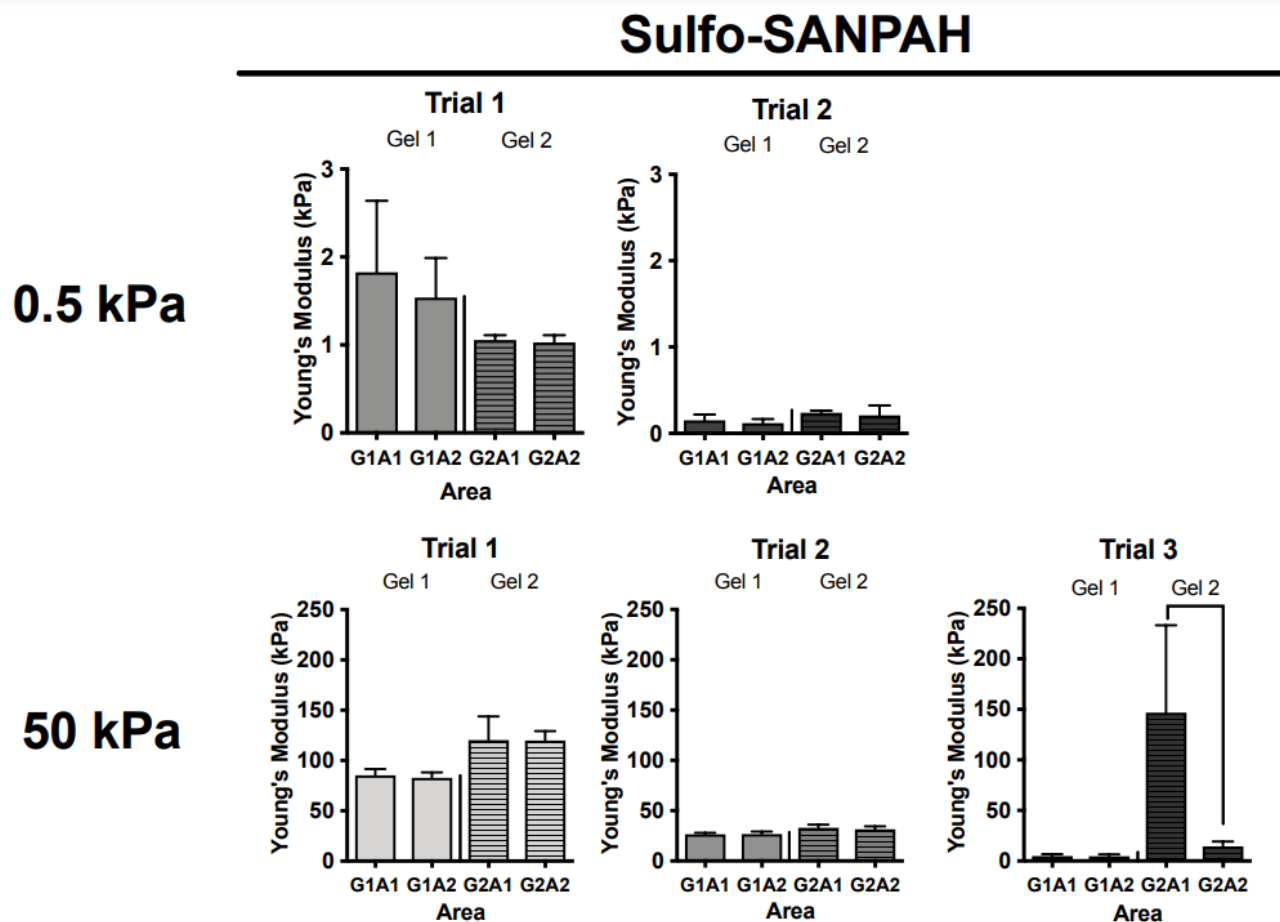 Sulfo-SANPAH
0.5 kPa
Trial 1
Gel 1 Gel 2
Young's Modulus (kPa)
3
2
1
0
G1A1 G1A2 G2A1 G2A2
Area
Trial 2
Gel 1 Gel 2
Young's Modulus (kPa)
3
2
1
0
G1A1 G1A2 G2A1 G2A2
Area
50 kPa
Trial 1
Gel 1 Gel 2
Young's Modulus (kPa)
250
200
150
100
50
0
G1A1 G1A2 G2A1 G2A2
Area
Trial 2
Gel 1 Gel 2
Young's Modulus (kPa)
250
200
150
100
50
0
G1A1 G1A2 G2A1 G2A2
Area
Trial 3
Gel 1 Gel 2
Young's Modulus (kPa)
250
200
150
100
50
0
G1A1 G1A2 G2A1 G2A2
Area